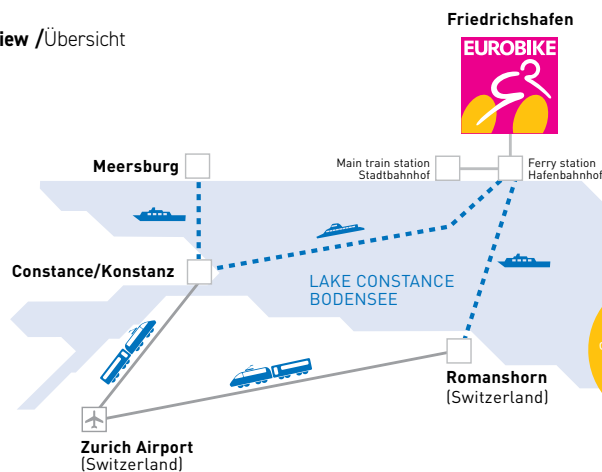 Friedrichshafen
iew /Übersicht
EUROBIKE
Meersburg
Main train station
Stadtbahnhof
Ferry station
Hafenbahnhof
Constance/Konstanz
LAKE CONSTANCE
BODENSEE
Romanshorn
(Switzerland)
Zurich Airport
(Switzerland)